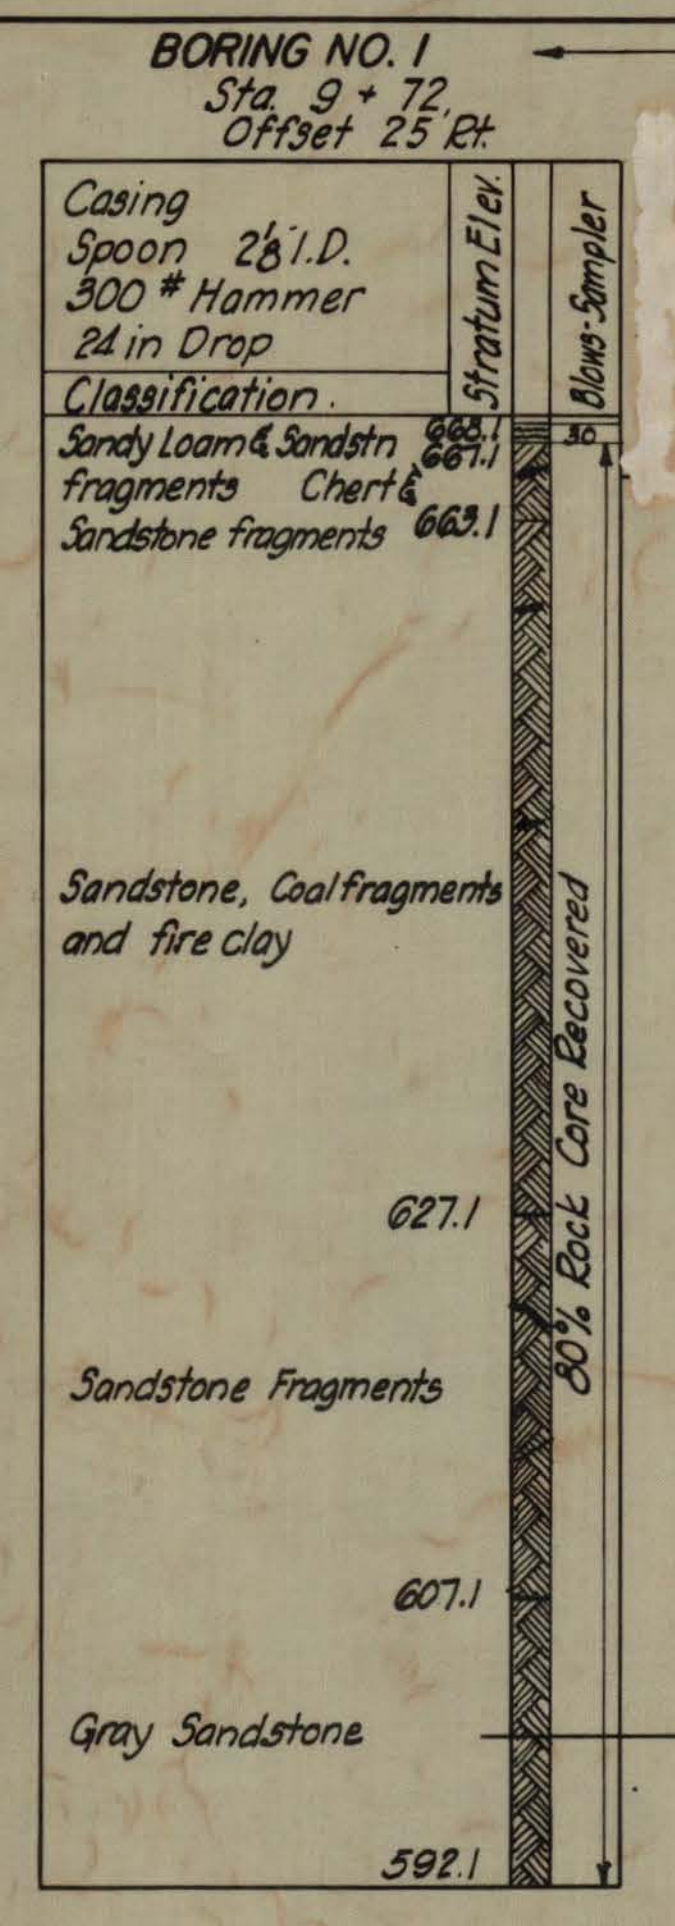 BORING NO. 1
Sta. 9 + 72,
Offset 25' Rt.
Casing
Spoon 2⅛" I.D.
300 # Hammer
24 in Drop
Classification.
Stratum Elev.
Blows-Sampler
Sandy Loam & Sandstn 668.1
667.1
30
fragments Chert &
Sandstone fragments 663.1
Sandstone, Coal fragments
and fire clay
80% Rock Core Recovered
627.1
Sandstone Fragments
607.1
Gray Sandstone
592.1